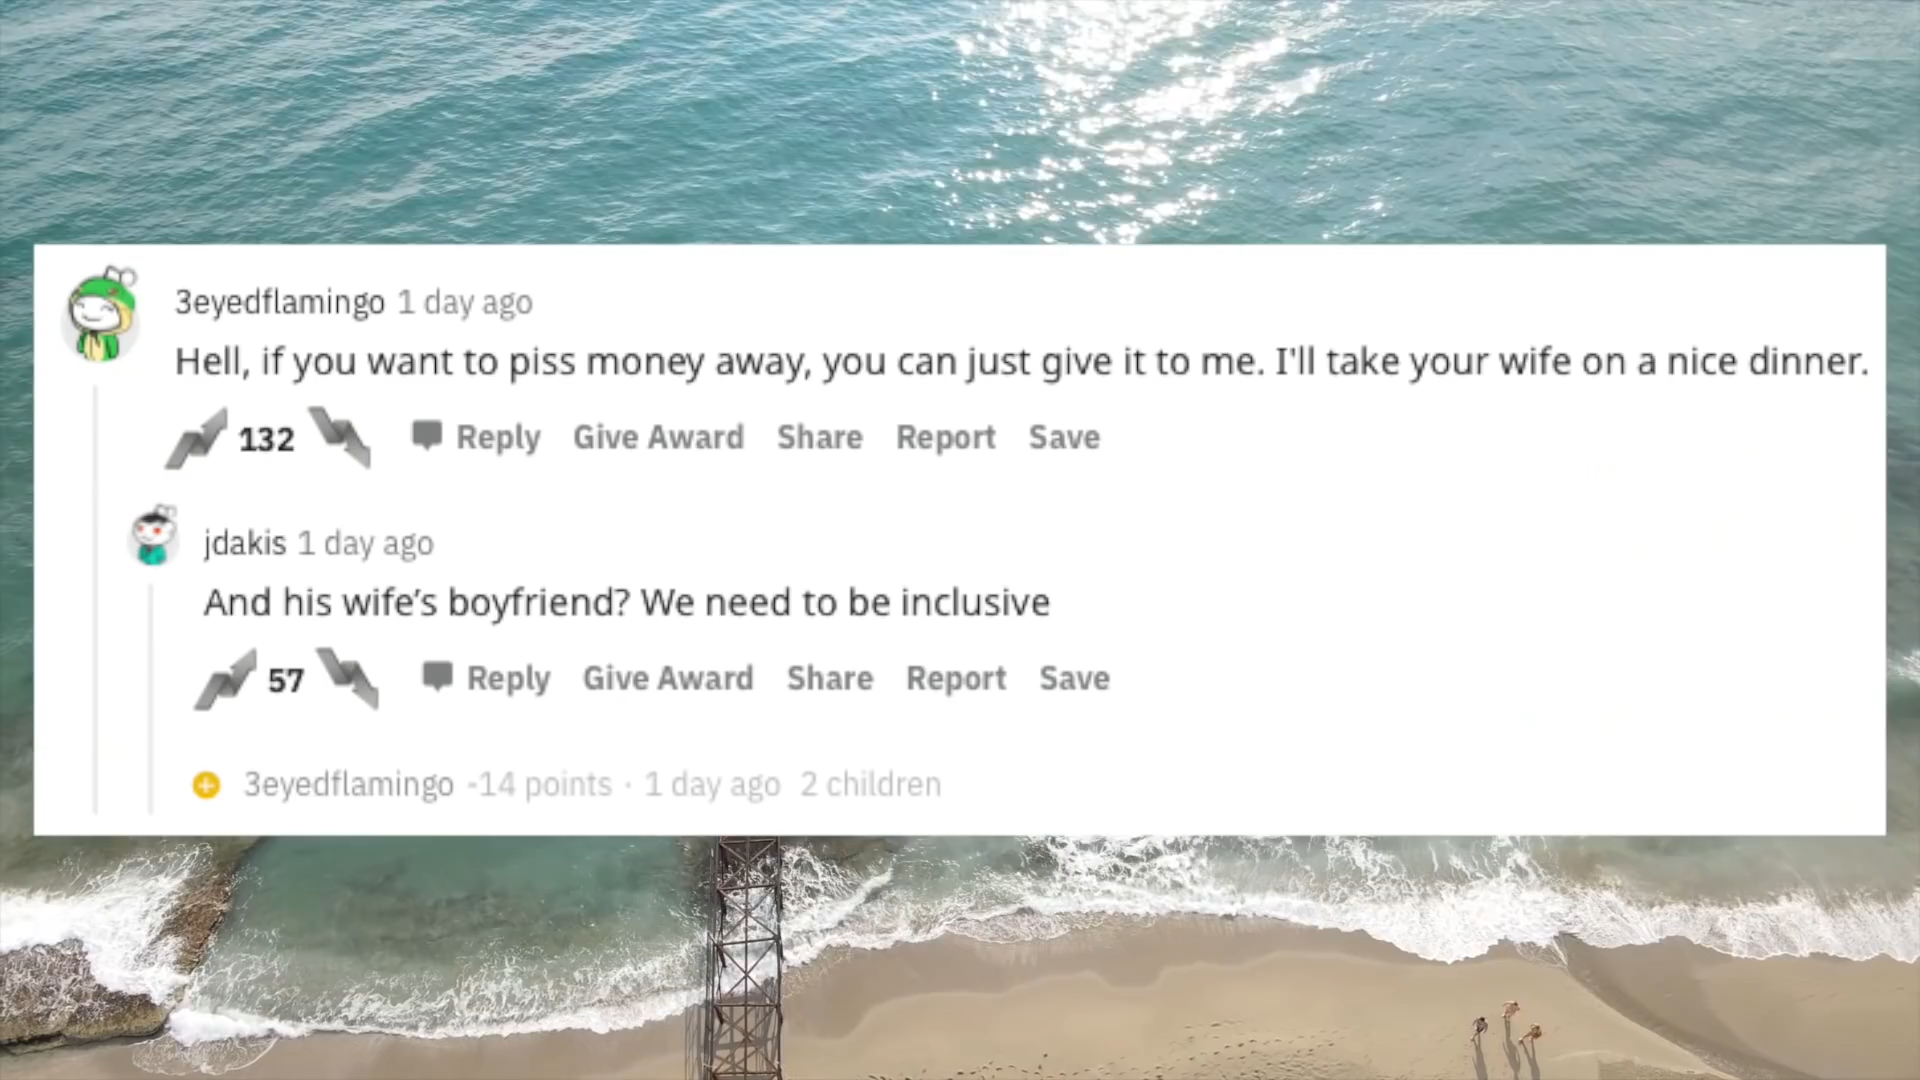 3eyedflamingo 1 day ago
Hell, if you want to piss money away, you can just give it to me. I'll take your wife on a nice dinner.
132 Reply Give Award Share Report Save
jdakis 1 day ago
And his wife’s boyfriend? We need to be inclusive
57 Reply Give Award Share Report Save
3eyedflamingo -14 points · 1 day ago 2 children